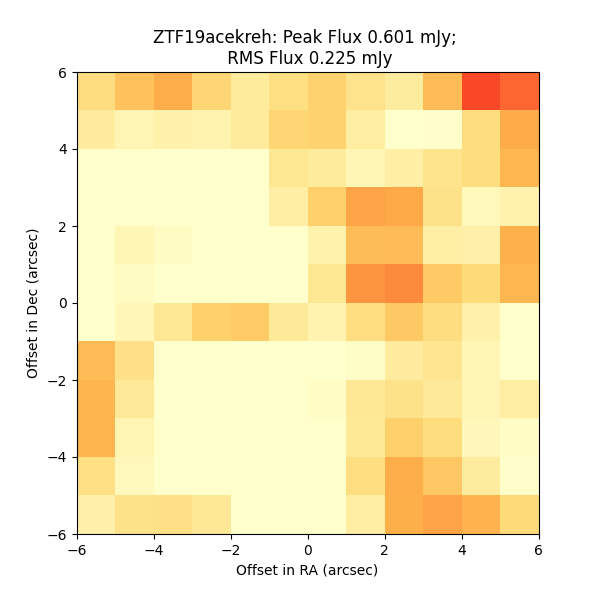 ZTF19acekreh: Peak Flux 0.601 mJy;
RMS Flux 0.225 mJy
6
4
2
0
−2
−4
−6
Offset in Dec (arcsec)
−6 −4 −2 0 2 4 6
Offset in RA (arcsec)